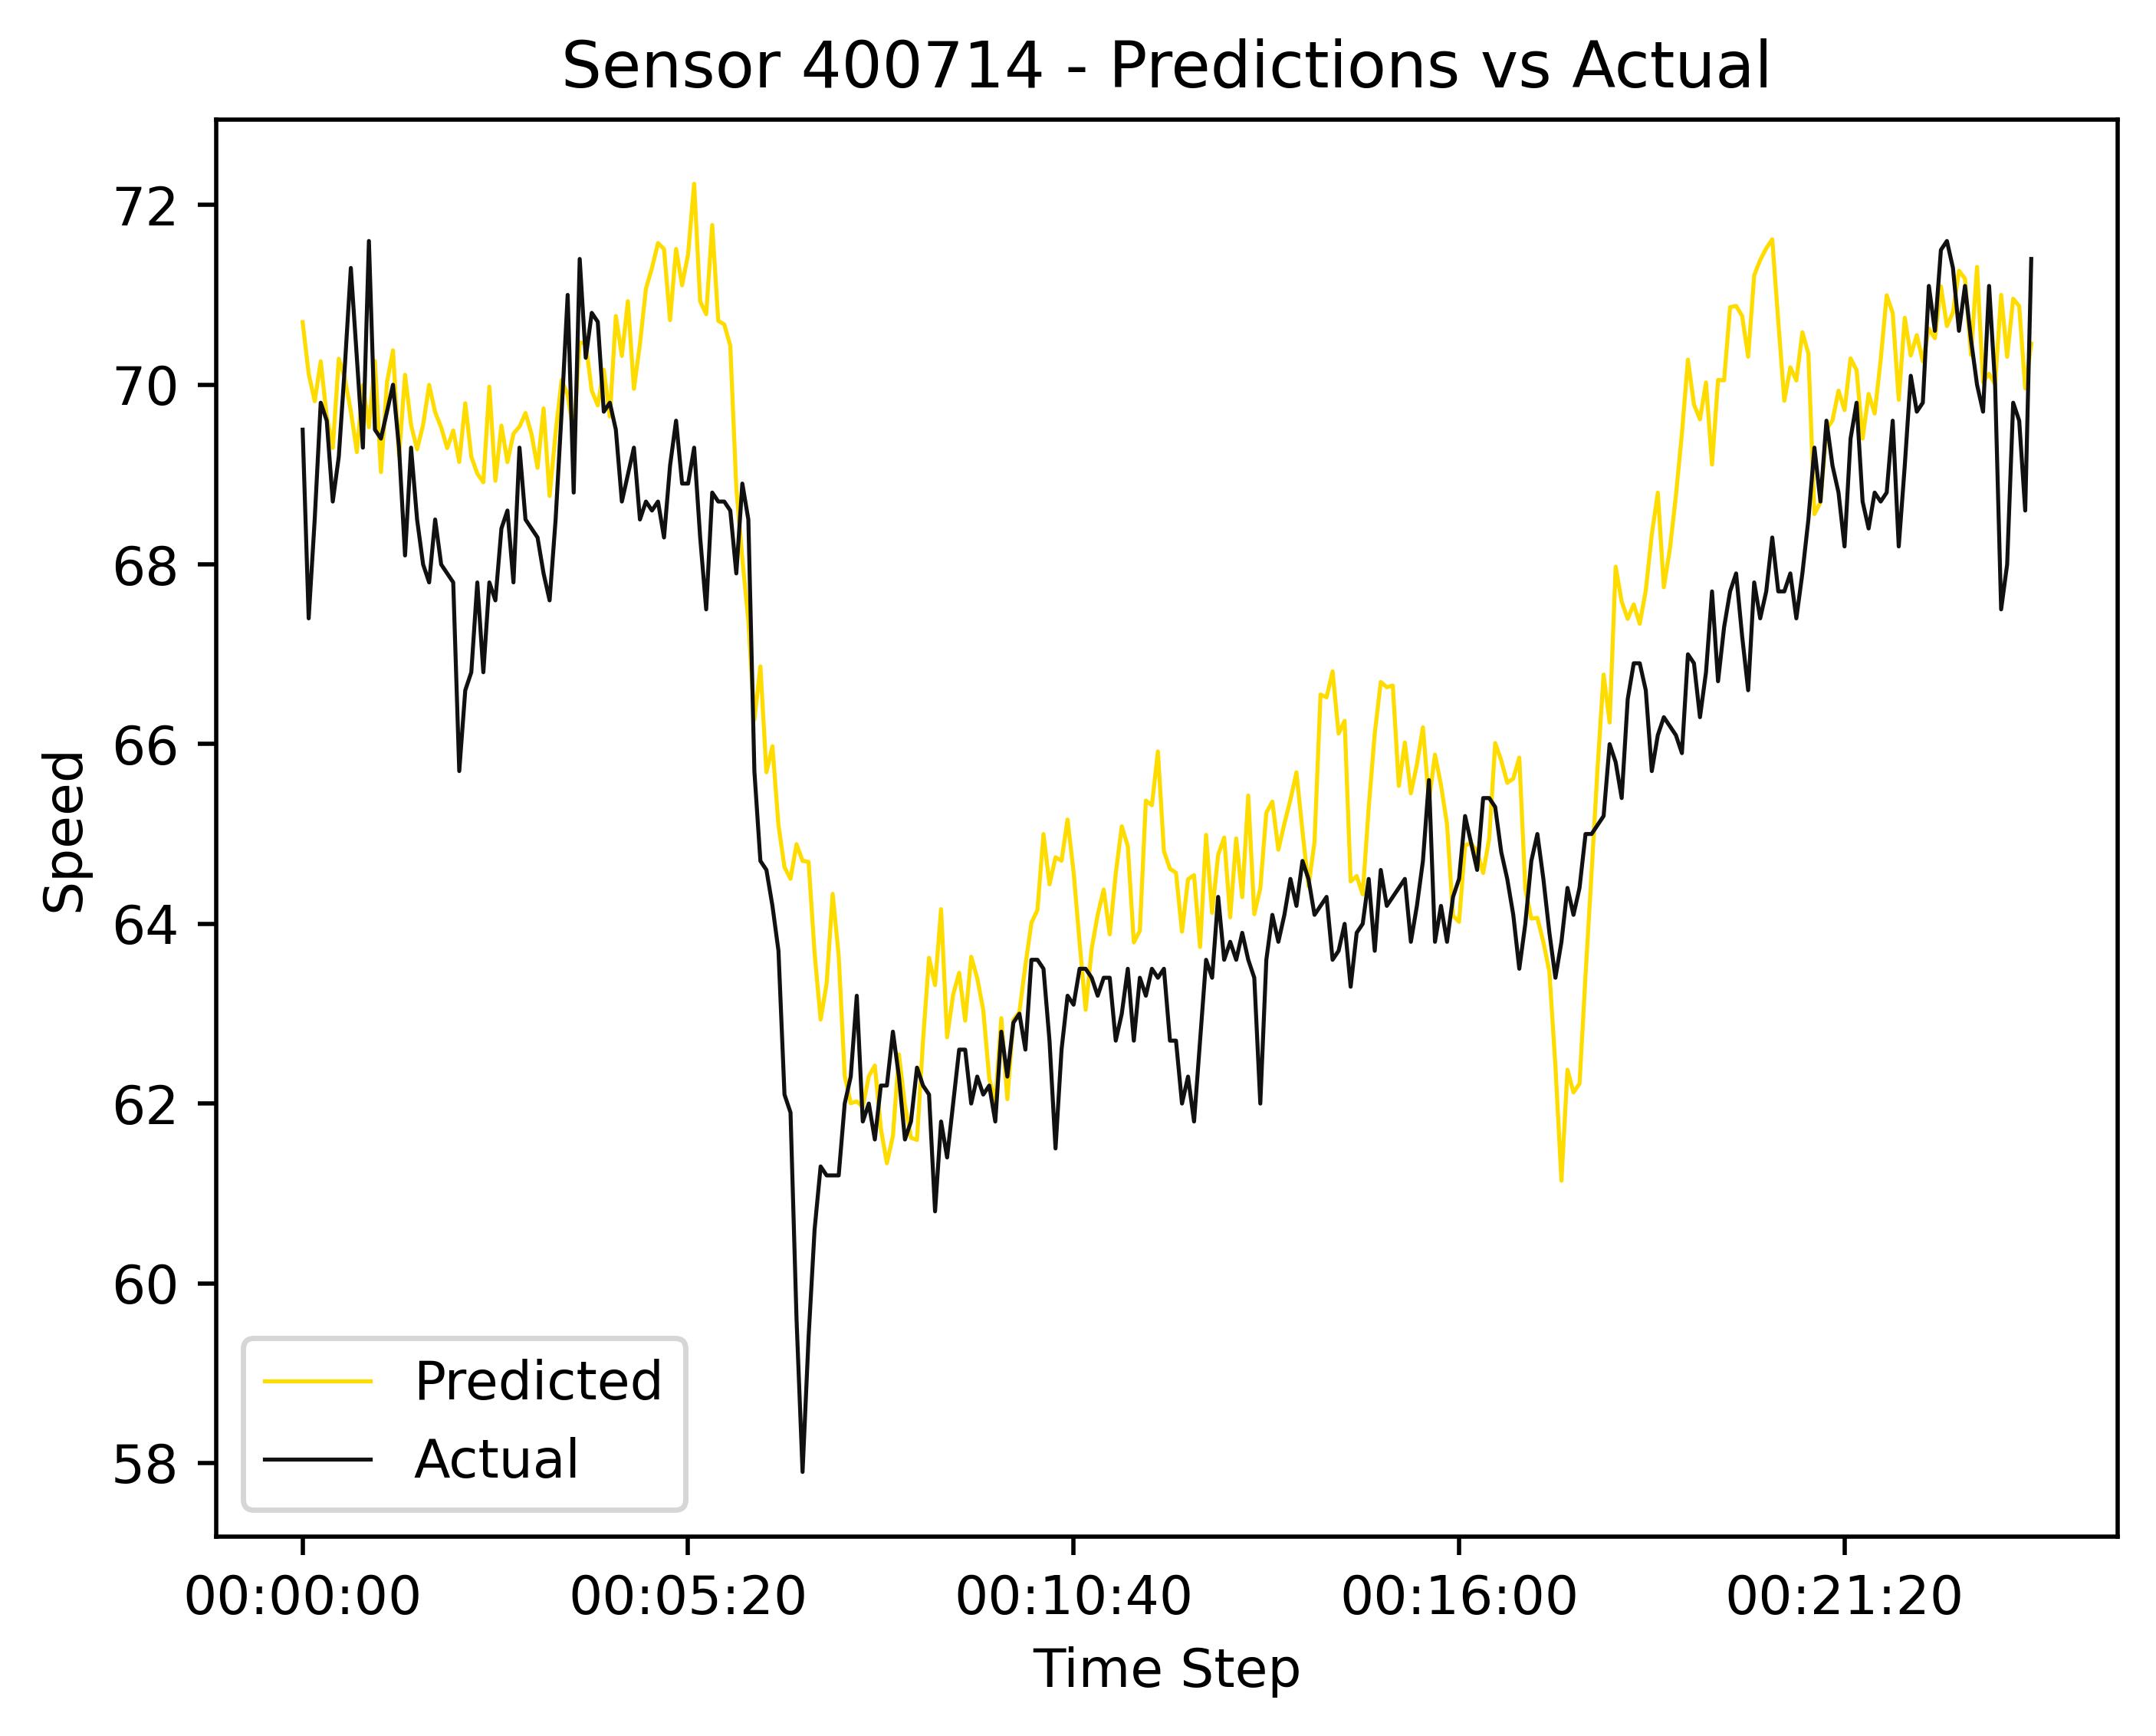 Sensor 400714 - Predictions vs Actual
72
70
68
66
64
62
60
58
Speed
Predicted
Actual
00:00:00 00:05:20 00:10:40 00:16:00 00:21:20
Time Step